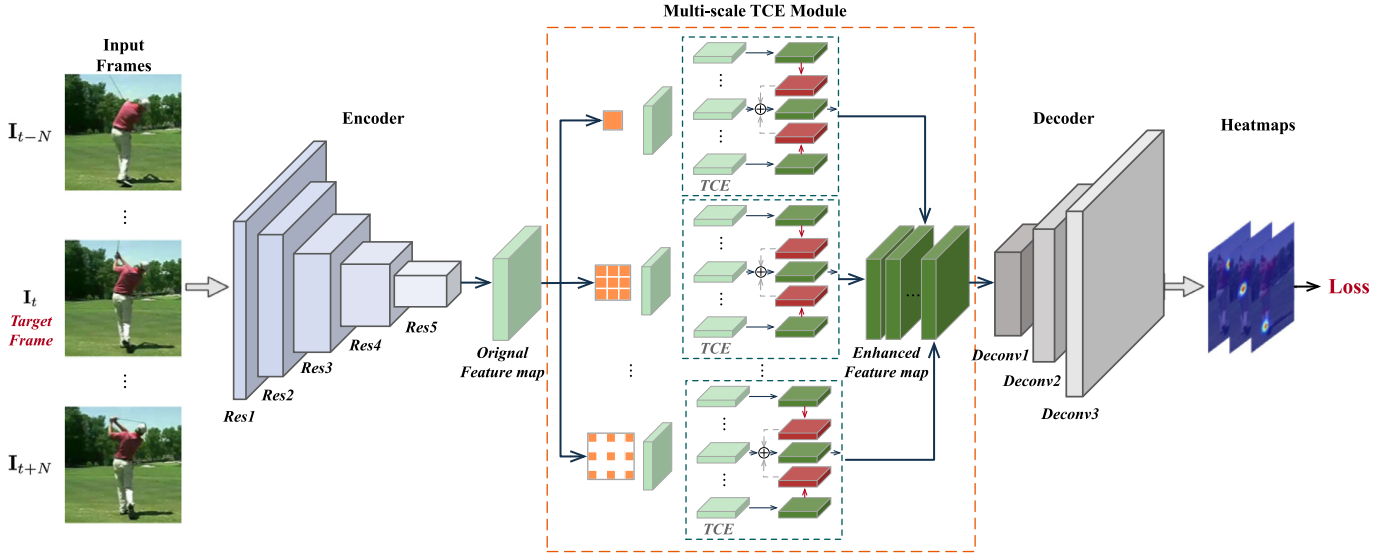 Multi-scale TCE Module
Input
Frames
I_{t−N}
⋮
I_t
Target
Frame
⋮
I_{t+N}
Encoder
Res1
Res2
Res3
Res4
Res5
Orignal
Feature map
⋮
TCE
TCE
⋮
TCE
Enhanced
Feature map
...
Decoder
Deconv1
Deconv2
Deconv3
Heatmaps
Loss